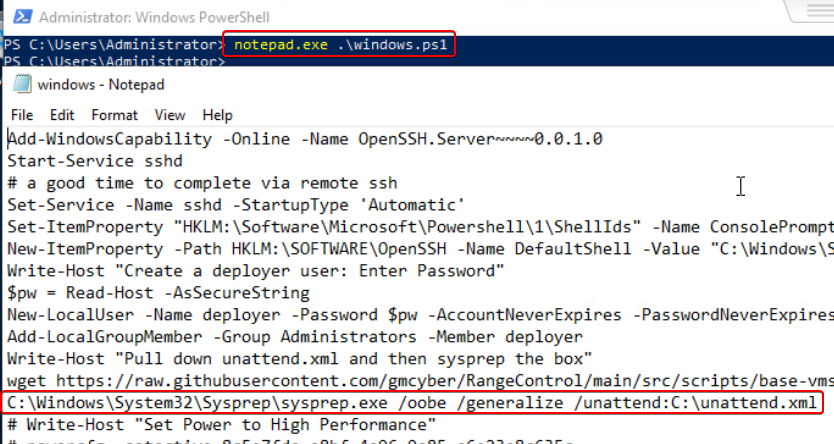 Administrator: Windows PowerShell
PS C:\Users\Administrator> notepad.exe .\windows.ps1
PS C:\Users\Administrator>
windows - Notepad
File Edit Format View Help
Add-WindowsCapability -Online -Name OpenSSH.Server~~~~0.0.1.0
Start-Service sshd
# a good time to complete via remote ssh
Set-Service -Name sshd -StartupType 'Automatic'
Set-ItemProperty "HKLM:\Software\Microsoft\Powershell\1\ShellIds" -Name ConsolePrompt
New-ItemProperty -Path HKLM:\SOFTWARE\OpenSSH -Name DefaultShell -Value "C:\Windows\S
Write-Host "Create a deployer user: Enter Password"
$pw = Read-Host -AsSecureString
New-LocalUser -Name deployer -Password $pw -AccountNeverExpires -PasswordNeverExpires
Add-LocalGroupMember -Group Administrators -Member deployer
Write-Host "Pull down unattend.xml and then sysprep the box"
wget https://raw.githubusercontent.com/gmcyber/RangeControl/main/src/scripts/base-vms
C:\Windows\System32\Sysprep\sysprep.exe /oobe /generalize /unattend:C:\unattend.xml
# Write-Host "Set Power to High Performance"